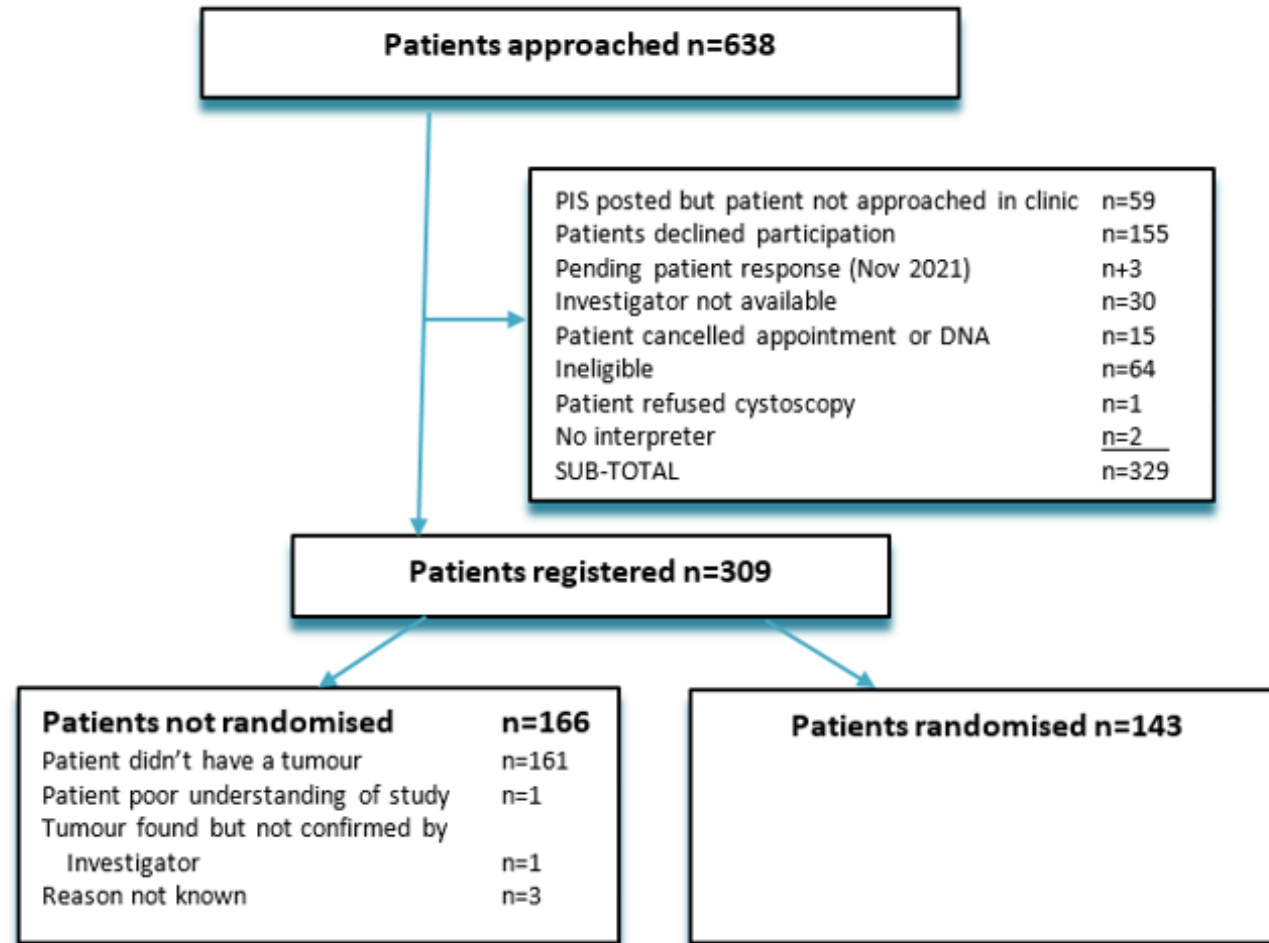 Patients approached n=638
PIS posted but patient not approached in clinic n=59
Patients declined participation n=155
Pending patient response (Nov 2021) n+3
Investigator not available n=30
Patient cancelled appointment or DNA n=15
Ineligible n=64
Patient refused cystoscopy n=1
No interpreter n=2
SUB-TOTAL n=329
Patients registered n=309
Patients not randomised n=166
Patient didn’t have a tumour n=161
Patient poor understanding of study n=1
Tumour found but not confirmed by
Investigator n=1
Reason not known n=3
Patients randomised n=143